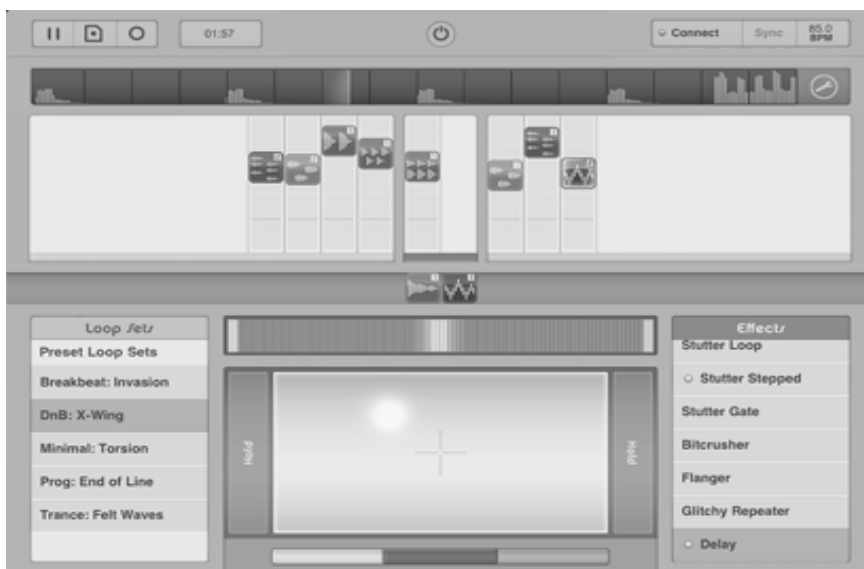 01:57
Connect
Sync
85.0
BPM
Loop Sets
Preset Loop Sets
Breakbeat: Invasion
DnB: X-Wing
Minimal: Torsion
Prog: End of Line
Trance: Felt Waves
Hold
Hold
Effects
Stutter Loop
Stutter Stepped
Stutter Gate
Bitcrusher
Flanger
Glitchy Repeater
Delay